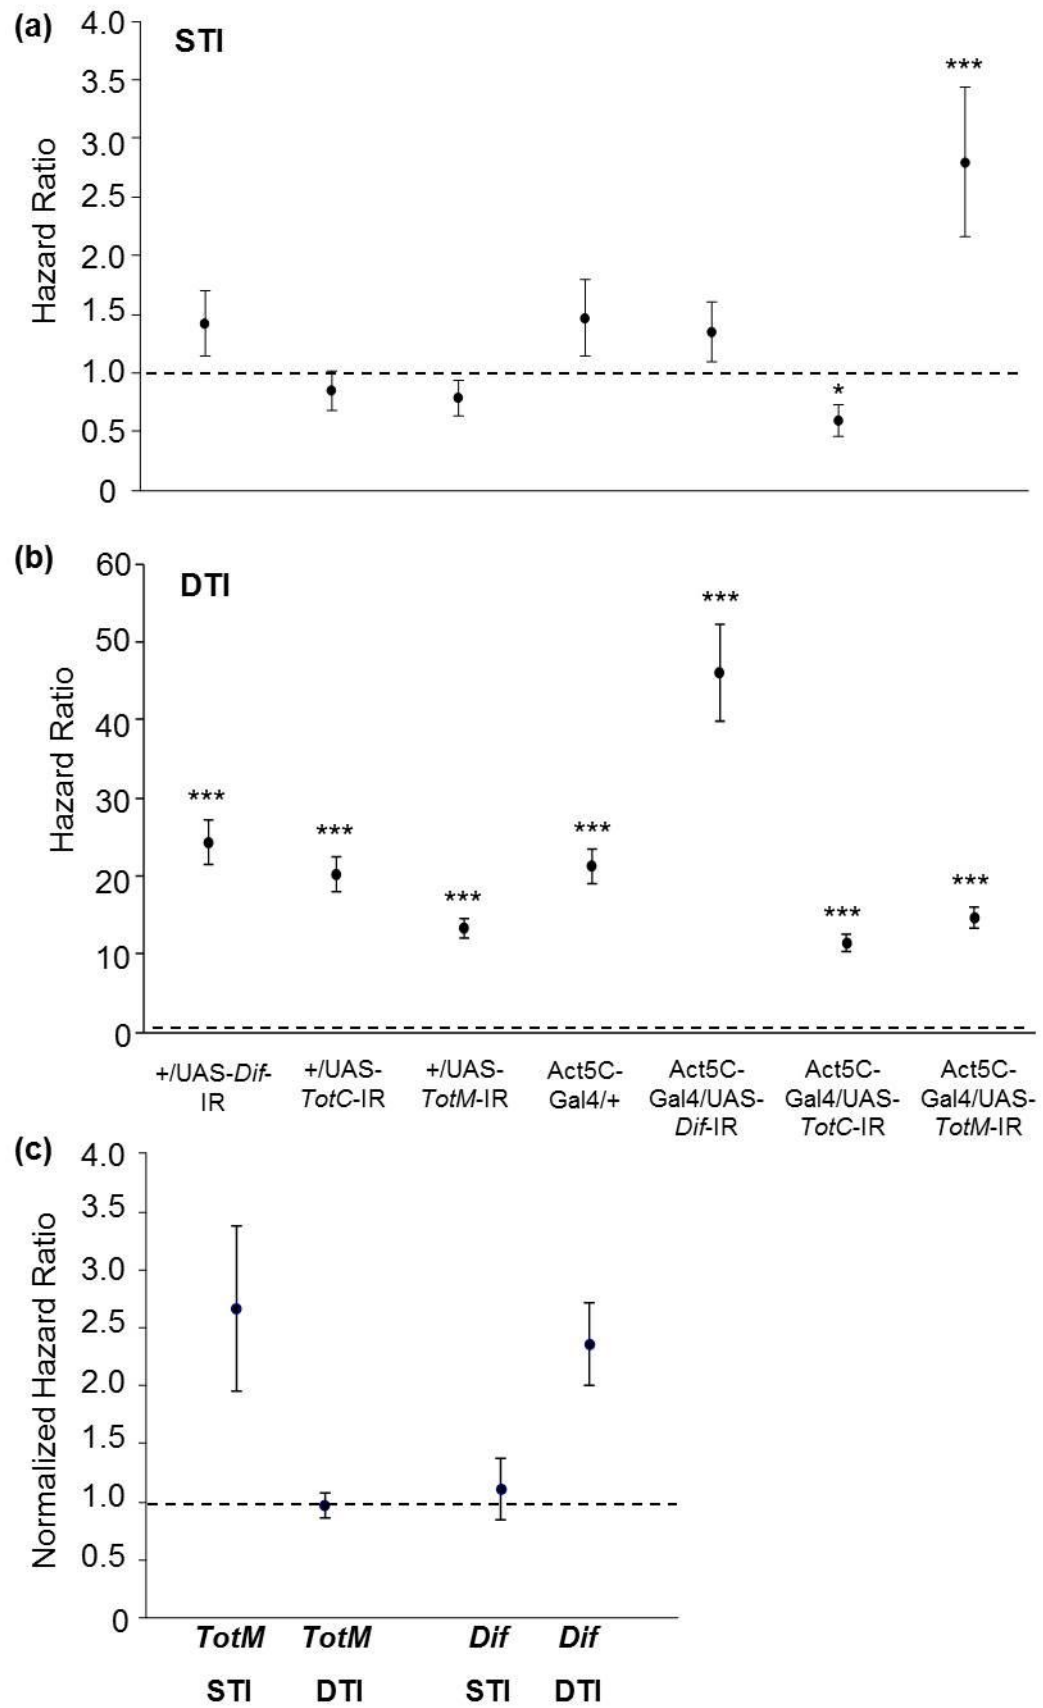 (a)
STI
Hazard Ratio
4.0
3.5
3.0
2.5
2.0
1.5
1.0
0.5
0
***
*
(b)
DTI
Hazard Ratio
60
50
40
30
20
10
0
***
***
***
***
***
***
***
+/UAS-Dif-
IR
+/UAS-
TotC-IR
+/UAS-
TotM-IR
Act5C-
Gal4/+
Act5C-
Gal4/UAS-
Dif-IR
Act5C-
Gal4/UAS-
TotC-IR
Act5C-
Gal4/UAS-
TotM-IR
(c)
Normalized Hazard Ratio
4.0
3.5
3.0
2.5
2.0
1.5
1.0
0.5
0
TotM TotM Dif Dif
STI DTI STI DTI